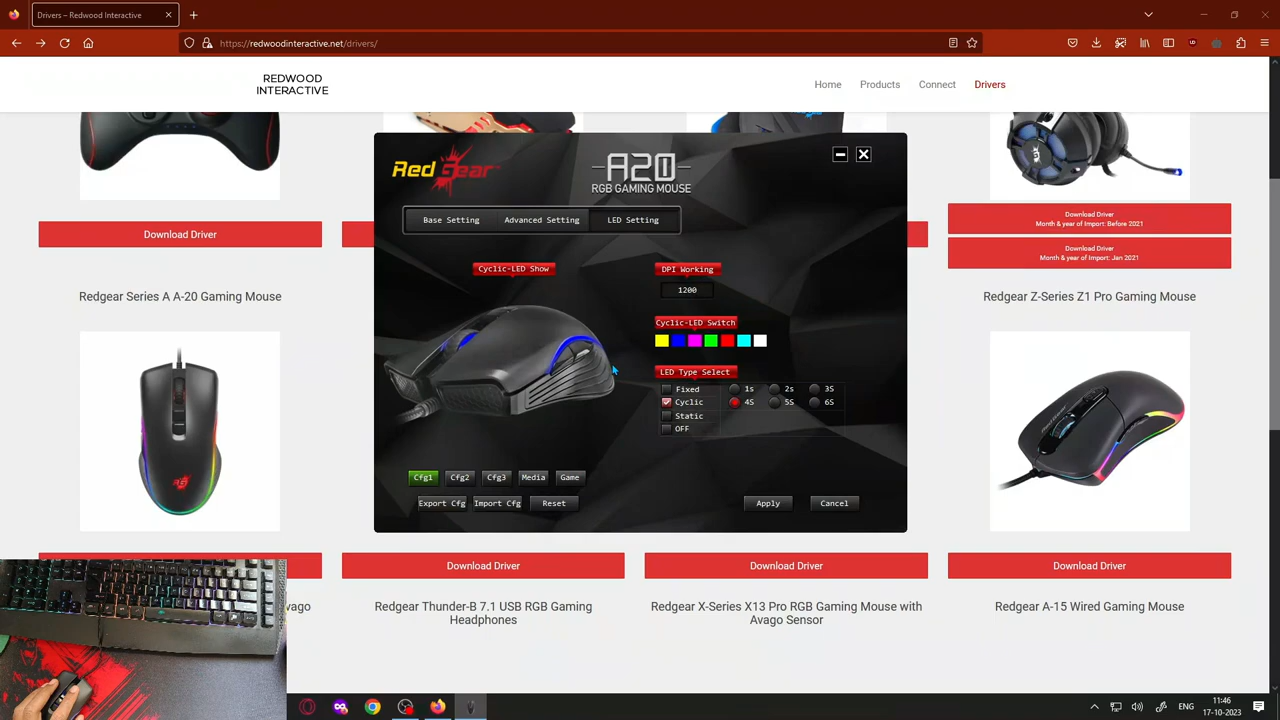 Drivers – Redwood Interactive
https://redwoodinteractive.net/drivers/
REDWOOD
INTERACTIVE
Home
Products
Connect
Drivers
Download Driver
Download Driver
Month & year of Import: Before 2021
Download Driver
Month & year of Import: Jan 2021
Redgear Series A A-20 Gaming Mouse
Redgear Z-Series Z1 Pro Gaming Mouse
RedGear
A20
RGB GAMING MOUSE
Base Setting
Advanced Setting
LED Setting
Cyclic-LED Show
DPI Working
1200
Cyclic-LED Switch
LED Type Select
Fixed
1s
2s
3S
Cyclic
4S
5S
6S
Static
OFF
Cfg1
Cfg2
Cfg3
Media
Game
Export Cfg
Import Cfg
Reset
Apply
Cancel
Download Driver
Download Driver
Download Driver
vago
Redgear Thunder-B 7.1 USB RGB Gaming
Headphones
Redgear X-Series X13 Pro RGB Gaming Mouse with
Avago Sensor
Redgear A-15 Wired Gaming Mouse
ENG
11:46
17-10-2023